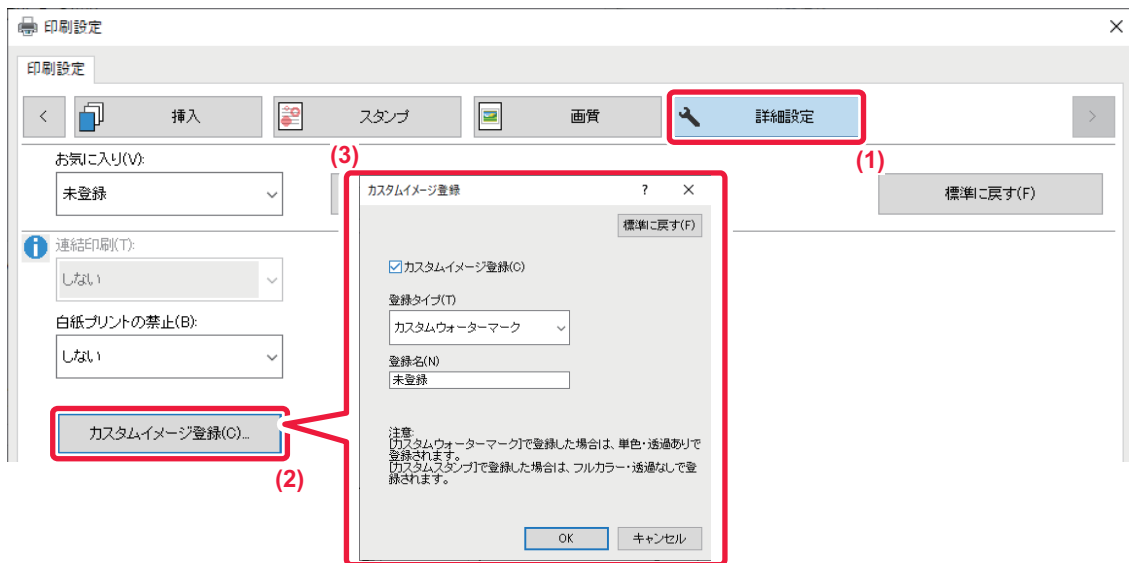 印刷設定
印刷設定
挿入
スタンプ
画質
詳細設定
(1)
お気に入り(V):
未登録
標準に戻す(F)
連結印刷(T):
しない
白紙プリントの禁止(B):
しない
カスタムイメージ登録(C)...
(2)
(3)
カスタムイメージ登録
?
標準に戻す(F)
カスタムイメージ登録(C)
登録タイプ(T)
カスタムウォーターマーク
登録名(N)
未登録
注意:
[カスタムウォーターマーク]で登録した場合は、単色・透過ありで
登録されます。
[カスタムスタンプ]で登録した場合は、フルカラー・透過なしで登
録されます。
OK
キャンセル